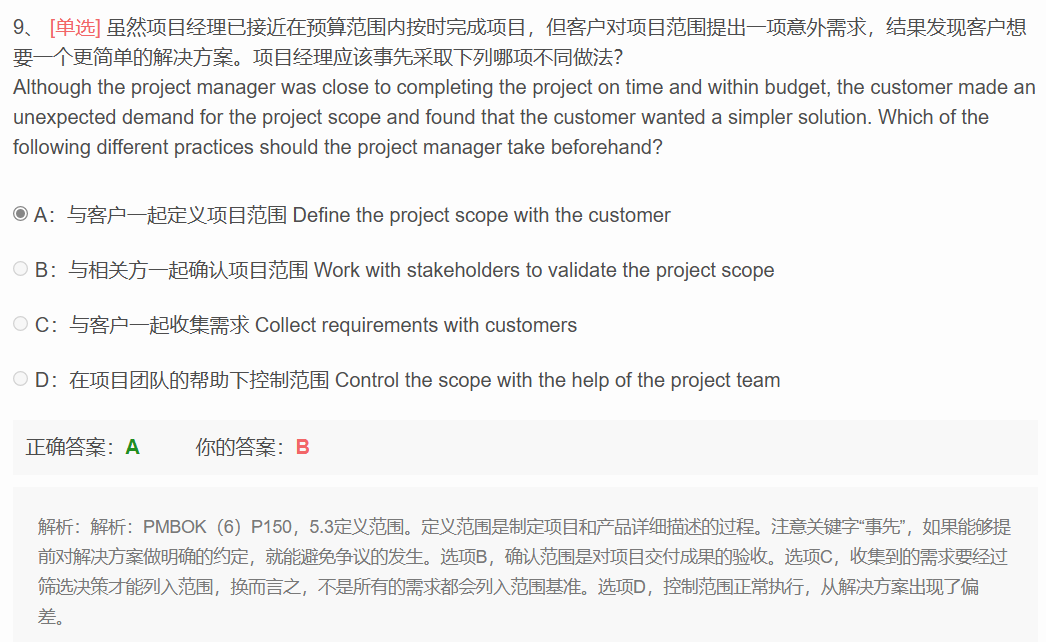 9、 [单选] 虽然项目经理已接近在预算范围内按时完成项目，但客户对项目范围提出一项意外需求，结果发现客户想
要一个更简单的解决方案。项目经理应该事先采取下列哪项不同做法？
Although the project manager was close to completing the project on time and within budget, the customer made an
unexpected demand for the project scope and found that the customer wanted a simpler solution. Which of the
following different practices should the project manager take beforehand?
A：与客户一起定义项目范围 Define the project scope with the customer
B：与相关方一起确认项目范围 Work with stakeholders to validate the project scope
C：与客户一起收集需求 Collect requirements with customers
D：在项目团队的帮助下控制范围 Control the scope with the help of the project team
正确答案：A 你的答案：B
解析：解析：PMBOK（6）P150，5.3定义范围。定义范围是制定项目和产品详细描述的过程。注意关键字“事先”，如果能够提
前对解决方案做明确的约定，就能避免争议的发生。选项B，确认范围是对项目交付成果的验收。选项C，收集到的需求要经过
筛选决策才能列入范围，换而言之，不是所有的需求都会列入范围基准。选项D，控制范围正常执行，从解决方案出现了偏
差。